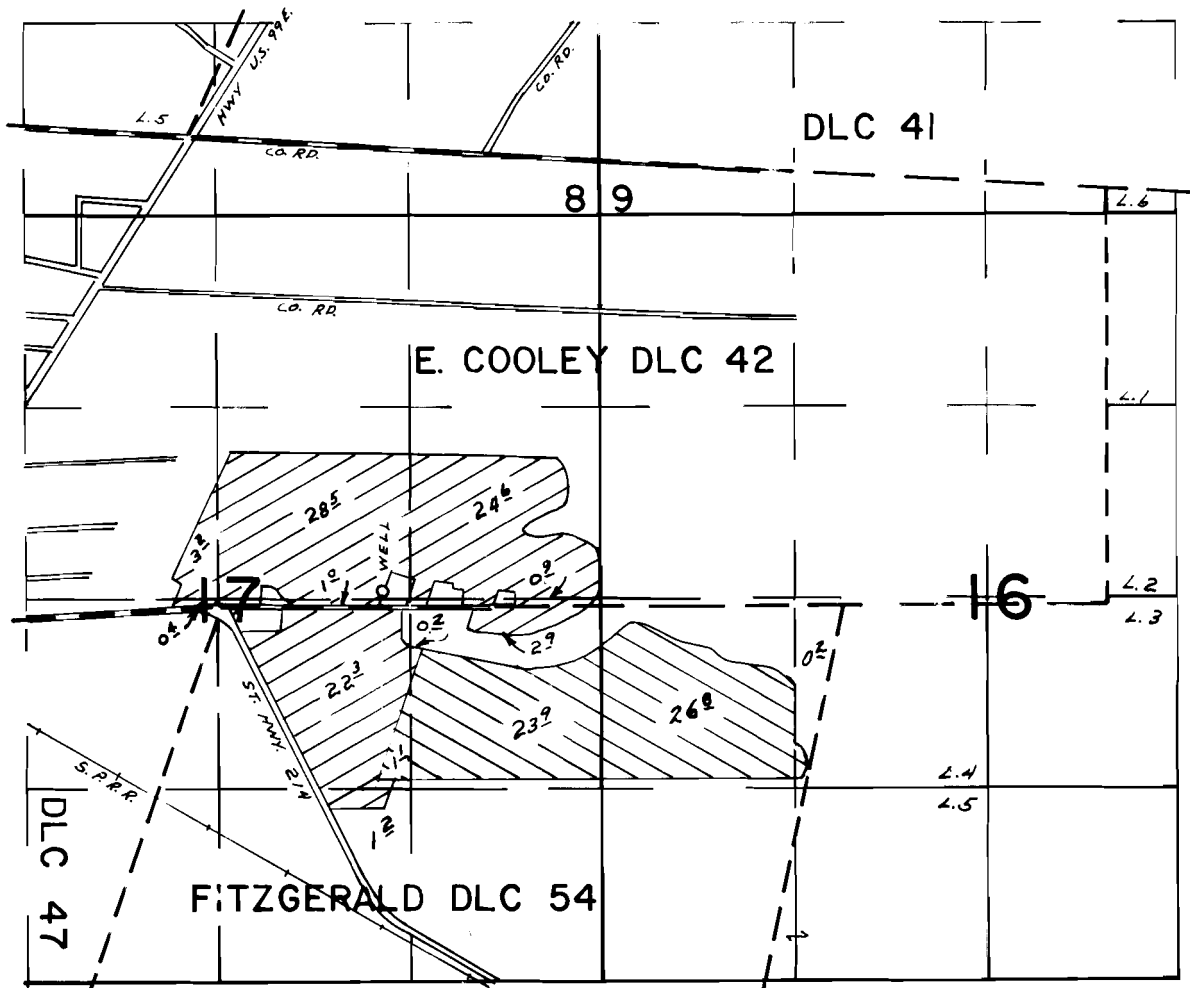 HWY U.S. 99E.
CO. RD.
L.5
CO. RD.
DLC 41
8 9
L.6
CO. RD.
E. COOLEY DLC 42
L.1
28 5
24 6
3 2
WELL
1 0
0 9
17
16
L.2
L.3
0 4
0 2
2 9
0 2
22 3
23 9
26 8
ST. HWY. 214
1 1
S.P.R.R.
L.4
L.5
1 2
DLC 47
FITZGERALD DLC 54